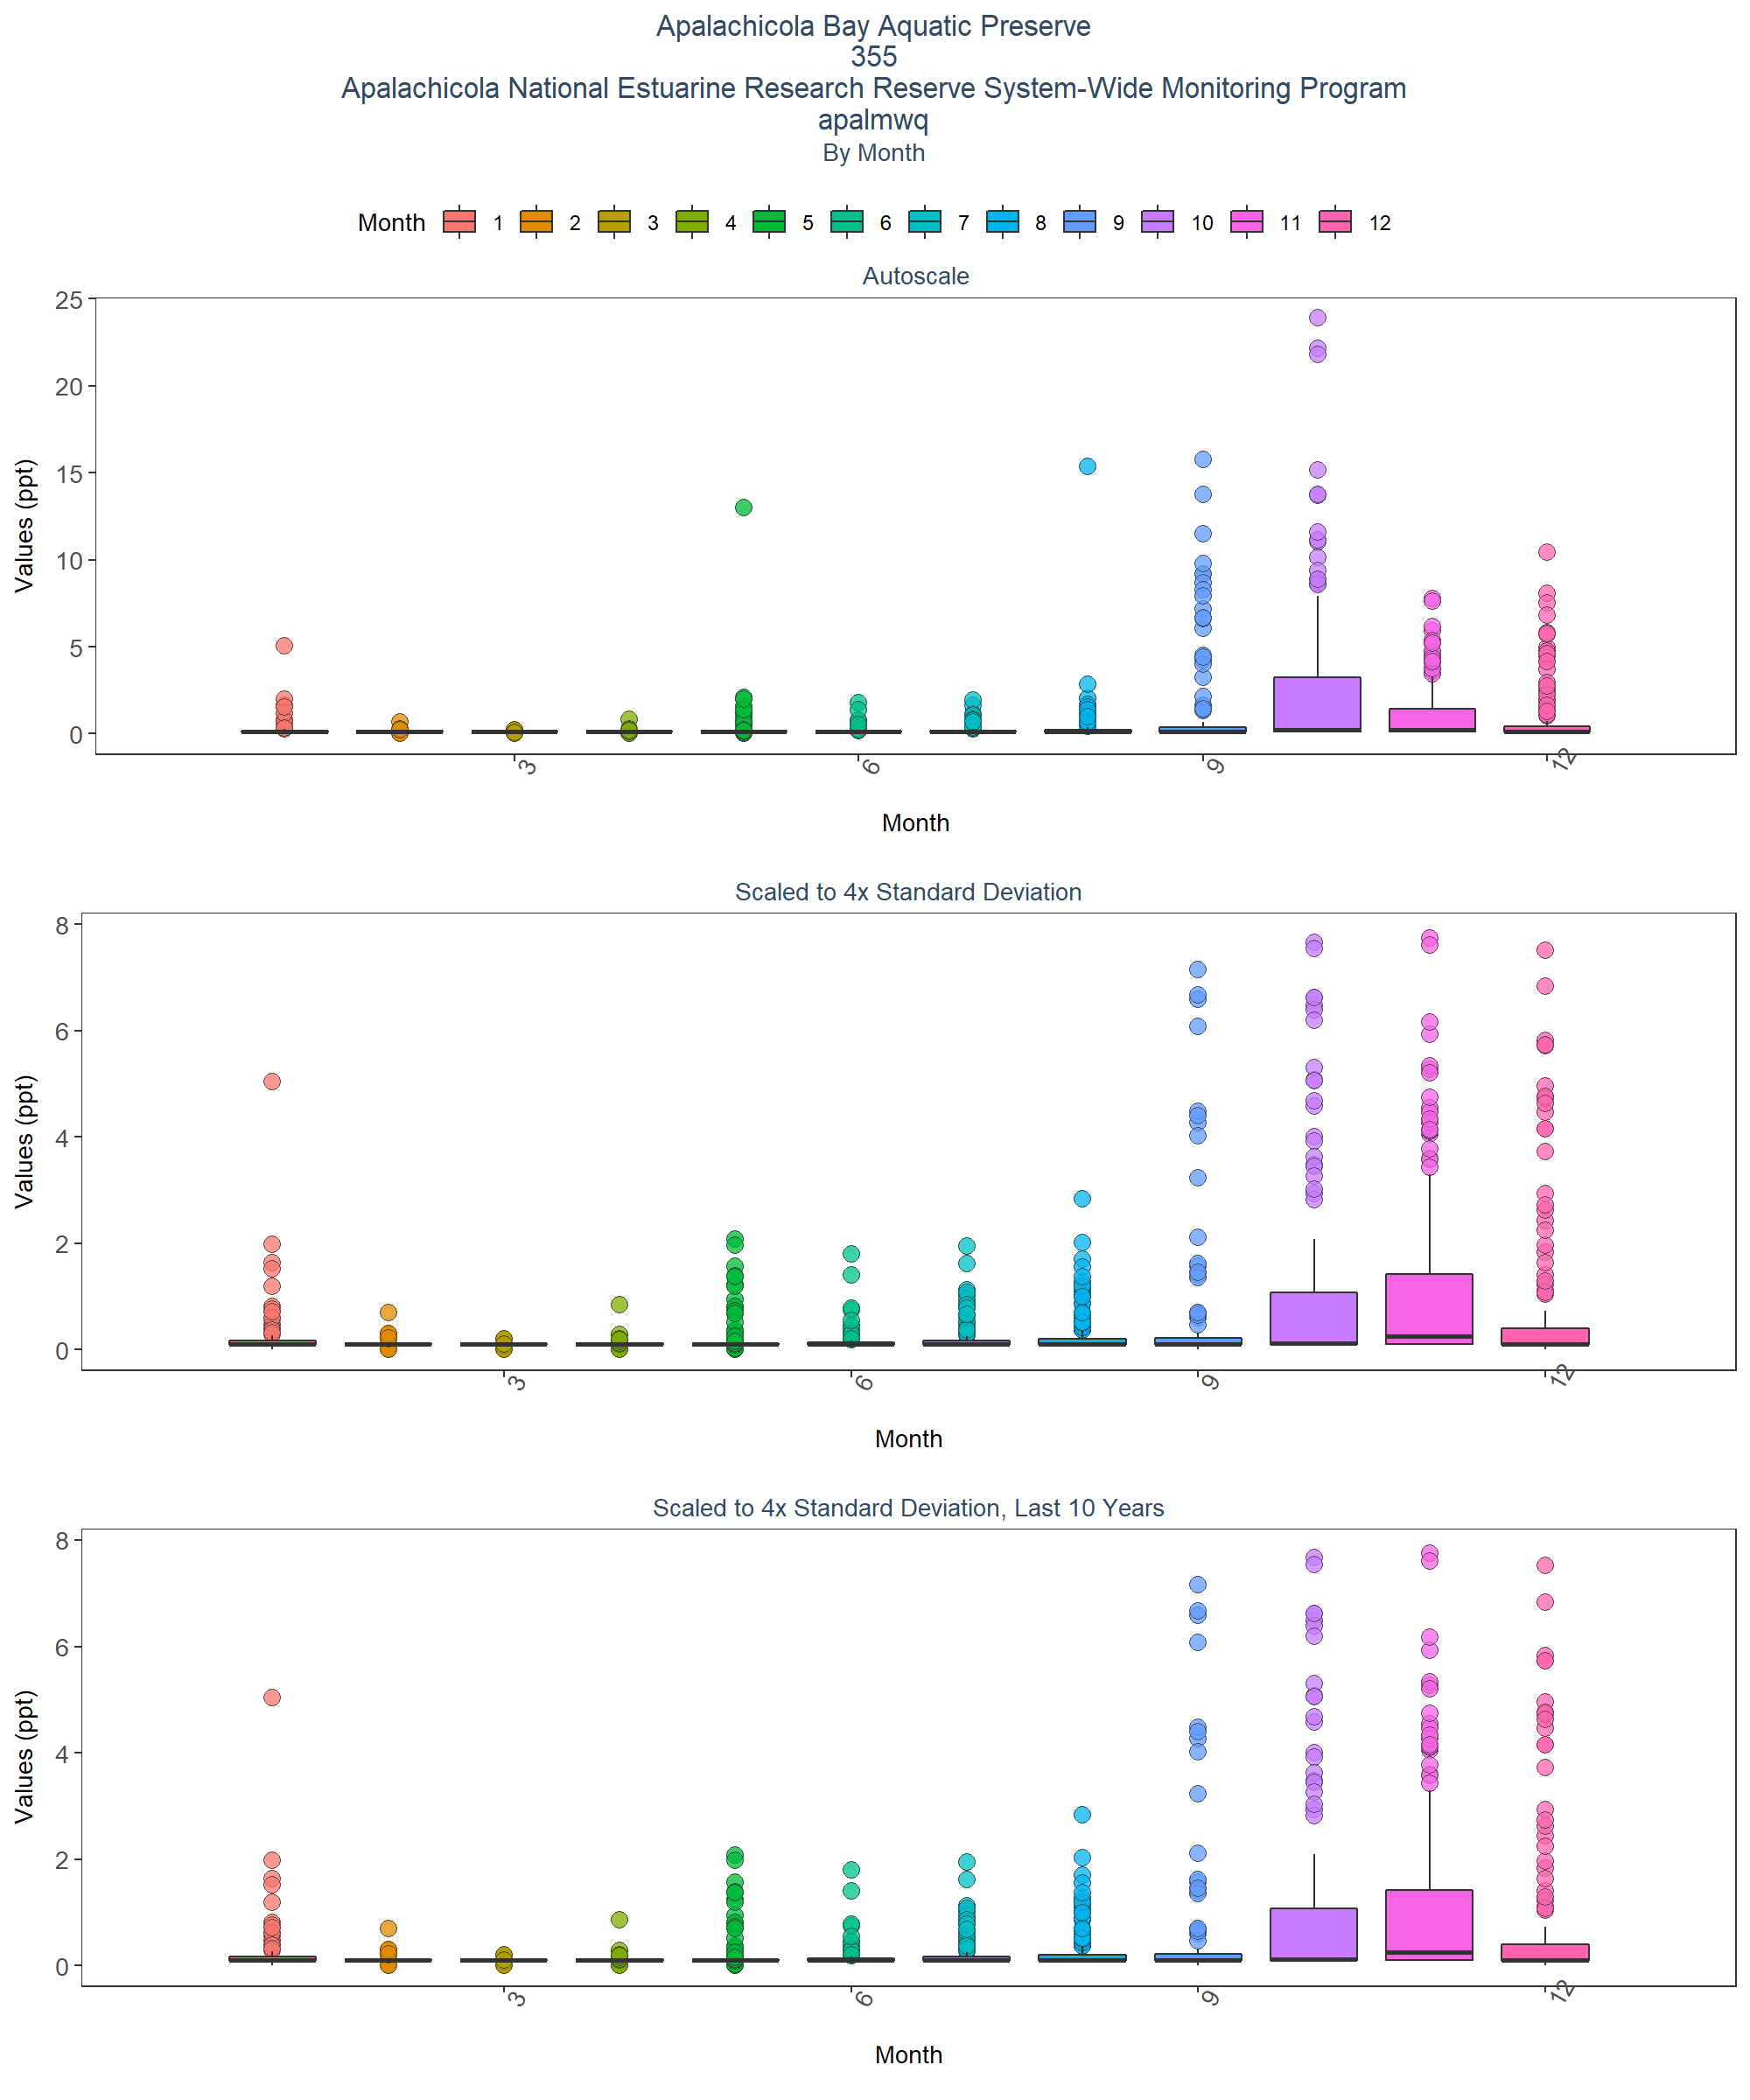 Apalachicola Bay Aquatic Preserve
355
Apalachicola National Estuarine Research Reserve System-Wide Monitoring Program
apalmwq
By Month
Month 1 2 3 4 5 6 7 8 9 10 11 12
Autoscale
Values (ppt)
25
20
15
10
5
0
3 6 9 12
Month
Scaled to 4x Standard Deviation
Values (ppt)
8
6
4
2
0
3 6 9 12
Month
Scaled to 4x Standard Deviation, Last 10 Years
Values (ppt)
8
6
4
2
0
3 6 9 12
Month